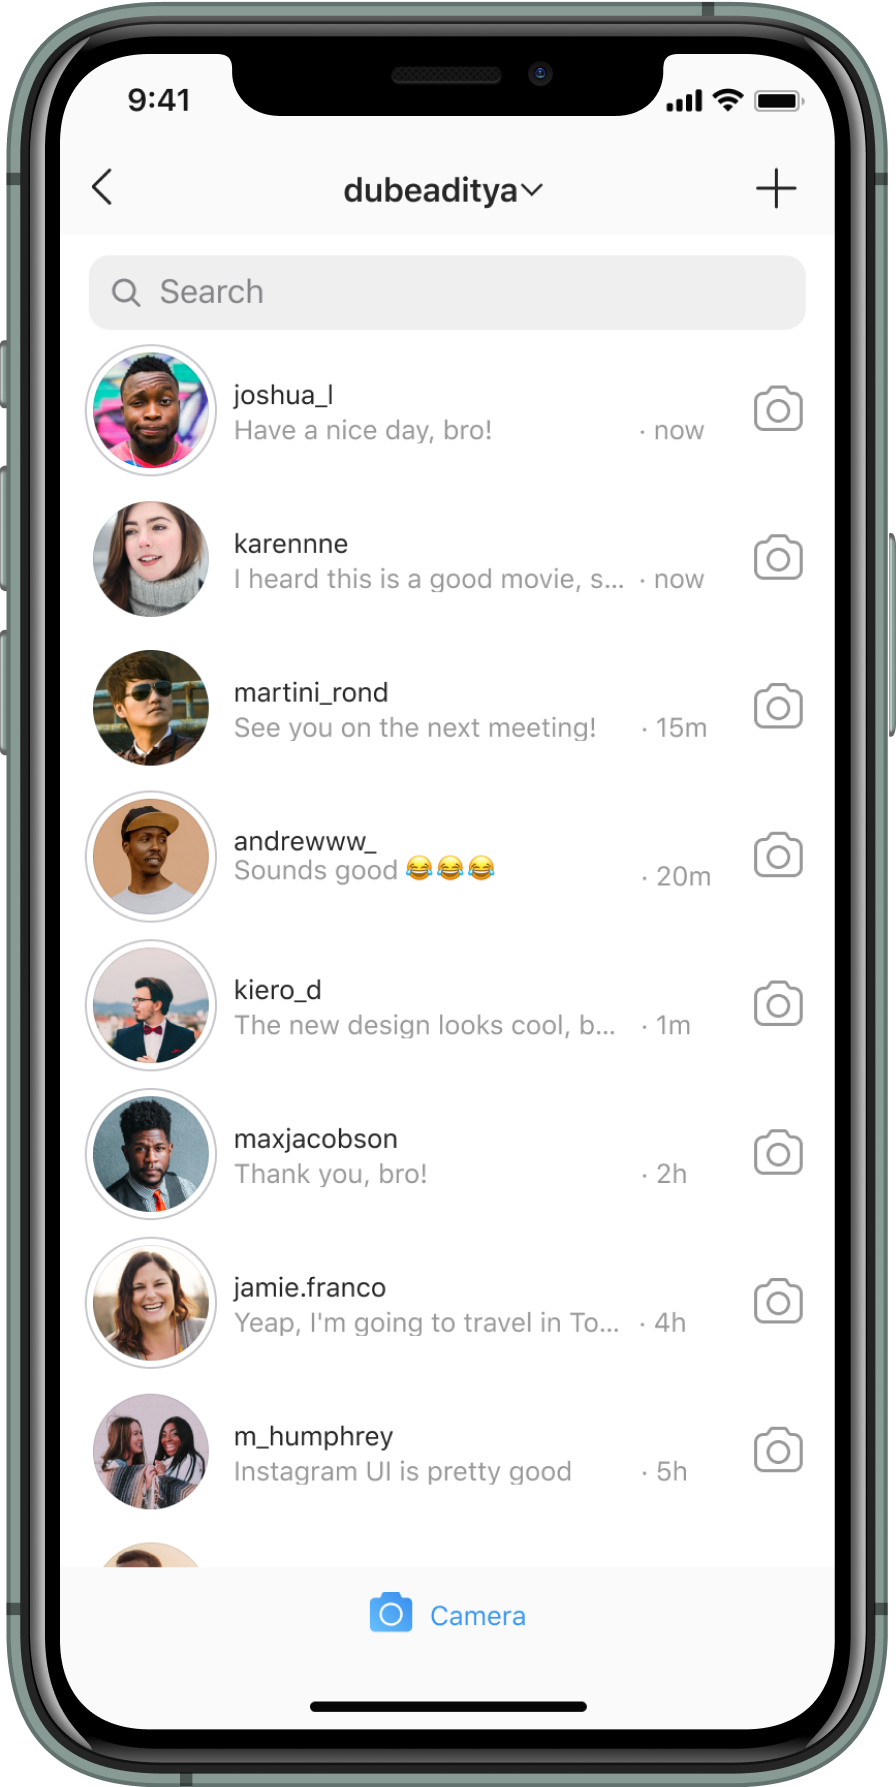 9:41
dubeaditya
Search
joshua_l
Have a nice day, bro! · now
karennne
I heard this is a good movie, s... · now
martini_rond
See you on the next meeting! · 15m
andrewww_
Sounds good 😂😂😂 · 20m
kiero_d
The new design looks cool, b... · 1m
maxjacobson
Thank you, bro! · 2h
jamie.franco
Yeap, I'm going to travel in To... · 4h
m_humphrey
Instagram UI is pretty good · 5h
Camera